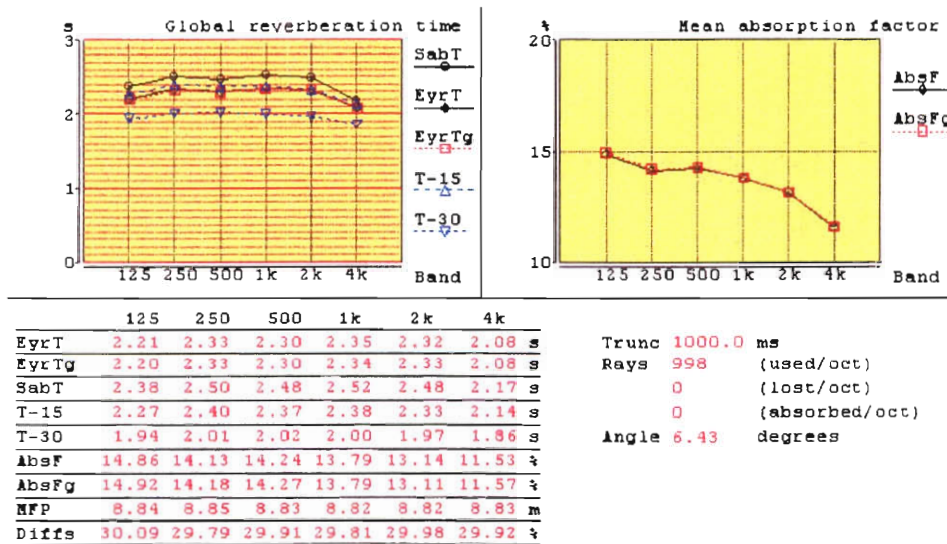 s Global reverberation time
3
2
1
0
125 250 500 1k 2k 4k Band
SabT
EyrT
EyrTg
T-15
T-30
% Mean absorption factor
20
15
10
125 250 500 1k 2k 4k Band
AbsF
AbsFg
125 250 500 1k 2k 4k
EyrT 2.21 2.33 2.30 2.35 2.32 2.08 s
EyrTg 2.20 2.33 2.30 2.34 2.33 2.08 s
SabT 2.38 2.50 2.48 2.52 2.48 2.17 s
T-15 2.27 2.40 2.37 2.38 2.33 2.14 s
T-30 1.94 2.01 2.02 2.00 1.97 1.86 s
AbsF 14.86 14.13 14.24 13.79 13.14 11.53 %
AbsFg 14.92 14.18 14.27 13.79 13.11 11.57 %
MFP 8.84 8.85 8.83 8.82 8.82 8.83 m
Diffs 30.09 29.79 29.91 29.81 29.98 29.92 %
Trunc 1000.0 ms
Rays 998 (used/oct)
0 (lost/oct)
0 (absorbed/oct)
Angle 6.43 degrees